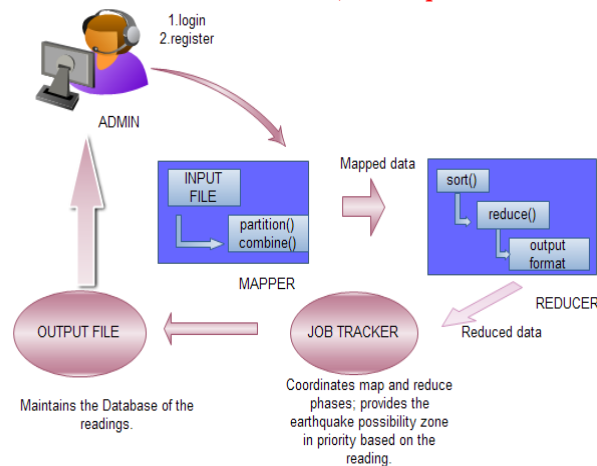 1.login
2.register
ADMIN
INPUT
FILE
partition()
combine()
MAPPER
Mapped data
sort()
reduce()
output
format
REDUCER
Reduced data
JOB TRACKER
Coordinates map and reduce
phases; provides the
earthquake possibility zone
in priority based on the
reading.
OUTPUT FILE
Maintains the Database of the
readings.